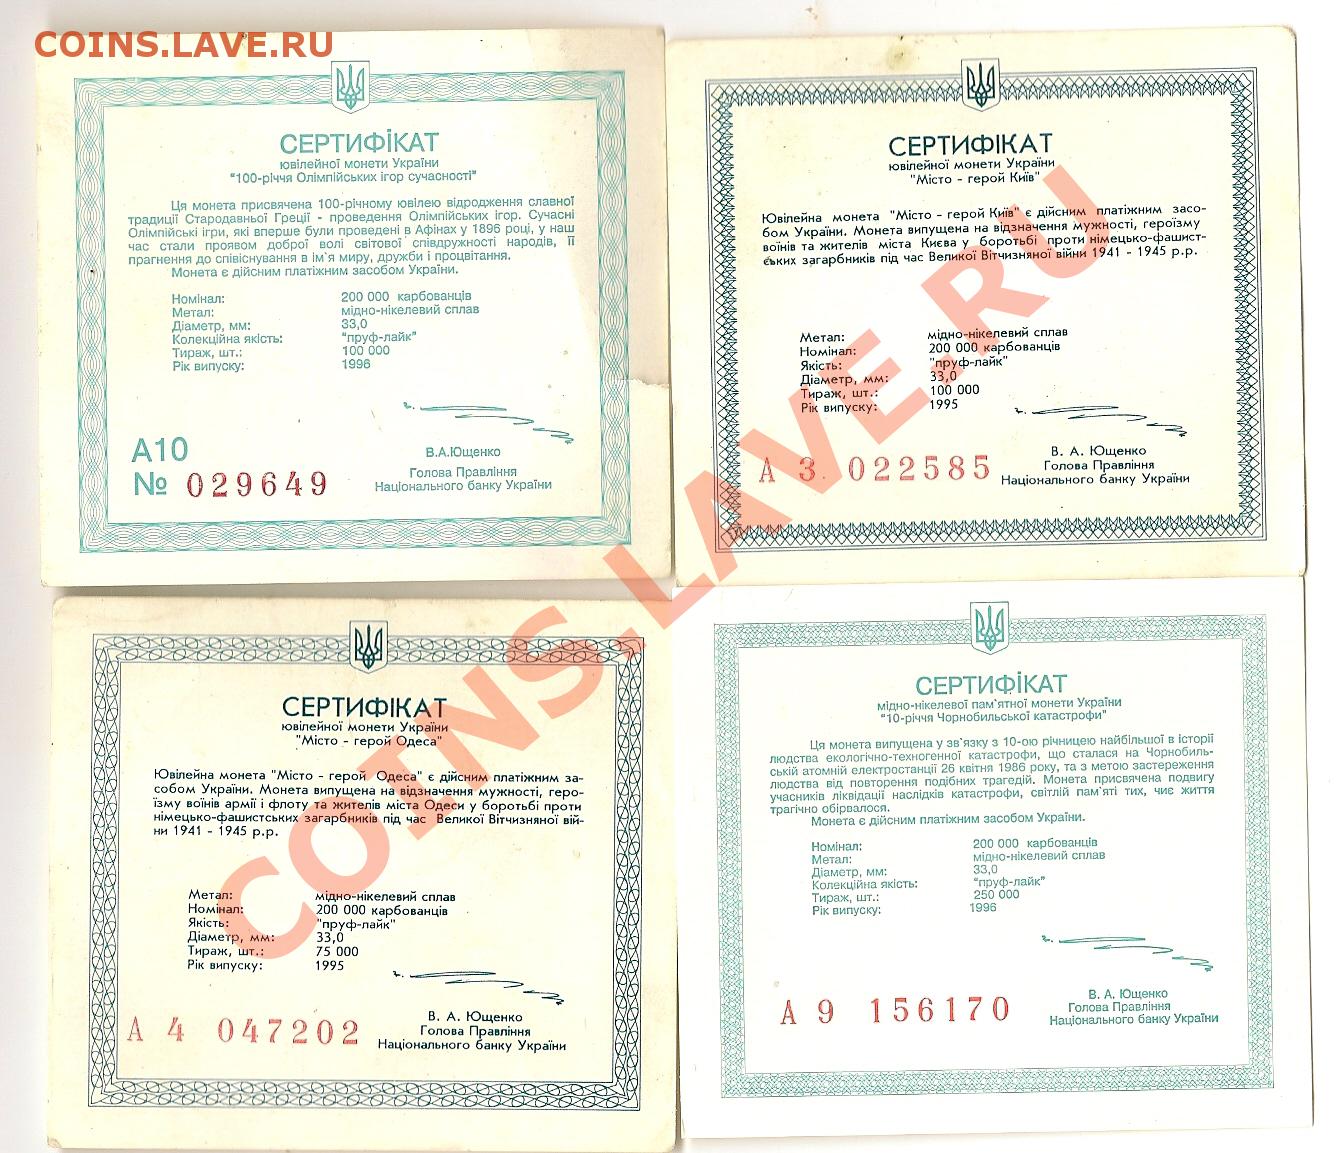 COINS.LAVE.RU
СЕРТИФІКАТ
ювілейної монети України
"100-річчя Олімпійських ігор сучасності"
Ця монета присвячена 100-річному ювілею відродження славної
традиції Стародавньої Греції - проведення Олімпійських ігор. Сучасні
Олімпійські ігри, які вперше були проведені в Афінах у 1896 році, у наш
час стали проявом доброї волі світової співдружності народів, її
прагнення до співіснування в ім`я миру, дружби і процвітання.
Монета є дійсним платіжним засобом України.
Номінал: 200 000 карбованців
Метал: мідно-нікелевий сплав
Діаметр, мм: 33,0
Колекційна якість: "пруф-лайк"
Тираж, шт.: 100 000
Рік випуску: 1996
А10
№ 029649
В.А.Ющенко
Голова Правління
Національного банку України
СЕРТИФІКАТ
ювілейної монети України
"Місто - герой Київ"
Ювілейна монета "Місто - герой Київ" є дійсним платіжним засо-
бом України. Монета випущена на відзначення мужності, героїзму
воїнів та жителів міста Києва у боротьбі проти німецько-фашист-
ських загарбників під час Великої Вітчизняної війни 1941 - 1945 р.р.
Метал: мідно-нікелевий сплав
Номінал: 200 000 карбованців
Якість: "пруф-лайк"
Діаметр, мм: 33,0
Тираж, шт.: 100 000
Рік випуску: 1995
А 3 022585
В. А. Ющенко
Голова Правління
Національного банку України
СЕРТИФІКАТ
ювілейної монети України
"Місто - герой Одеса"
Ювілейна монета "Місто - герой Одеса" є дійсним платіжним за-
собом України. Монета випущена на відзначення мужності, геро-
їзму воїнів армії і флоту та жителів міста Одеси у боротьбі проти
німецько-фашистських загарбників під час Великої Вітчизняної вій-
ни 1941 - 1945 р.р.
Метал: мідно-нікелевий сплав
Номінал: 200 000 карбованців
Якість: "пруф-лайк"
Діаметр, мм: 33,0
Тираж, шт.: 75 000
Рік випуску: 1995
А 4 047202
В. А. Ющенко
Голова Правління
Національного банку України
СЕРТИФІКАТ
мідно-нікелевої пам`ятної монети України
"10-річчя Чорнобильської катастрофи"
Ця монета випущена у зв`язку з 10-ою річницею найбільшої в історії
людства екологічно-техногенної катастрофи, що сталася на Чорнобиль-
ській атомній електростанції 26 квітня 1986 року, та з метою застереження
людства від повторення подібних трагедій. Монета присвячена подвигу
учасників ліквідації наслідків катастрофи, світлій пам`яті тих, чиє життя
трагічно обірвалося.
Монета є дійсним платіжним засобом України.
Номінал: 200 000 карбованців
Метал: мідно-нікелевий сплав
Діаметр, мм: 33,0
Колекційна якість: "пруф-лайк"
Тираж, шт.: 250 000
Рік випуску: 1996
А 9 156170
В. А. Ющенко
Голова Правління
Національного банку України
COINS.LAVE.RU